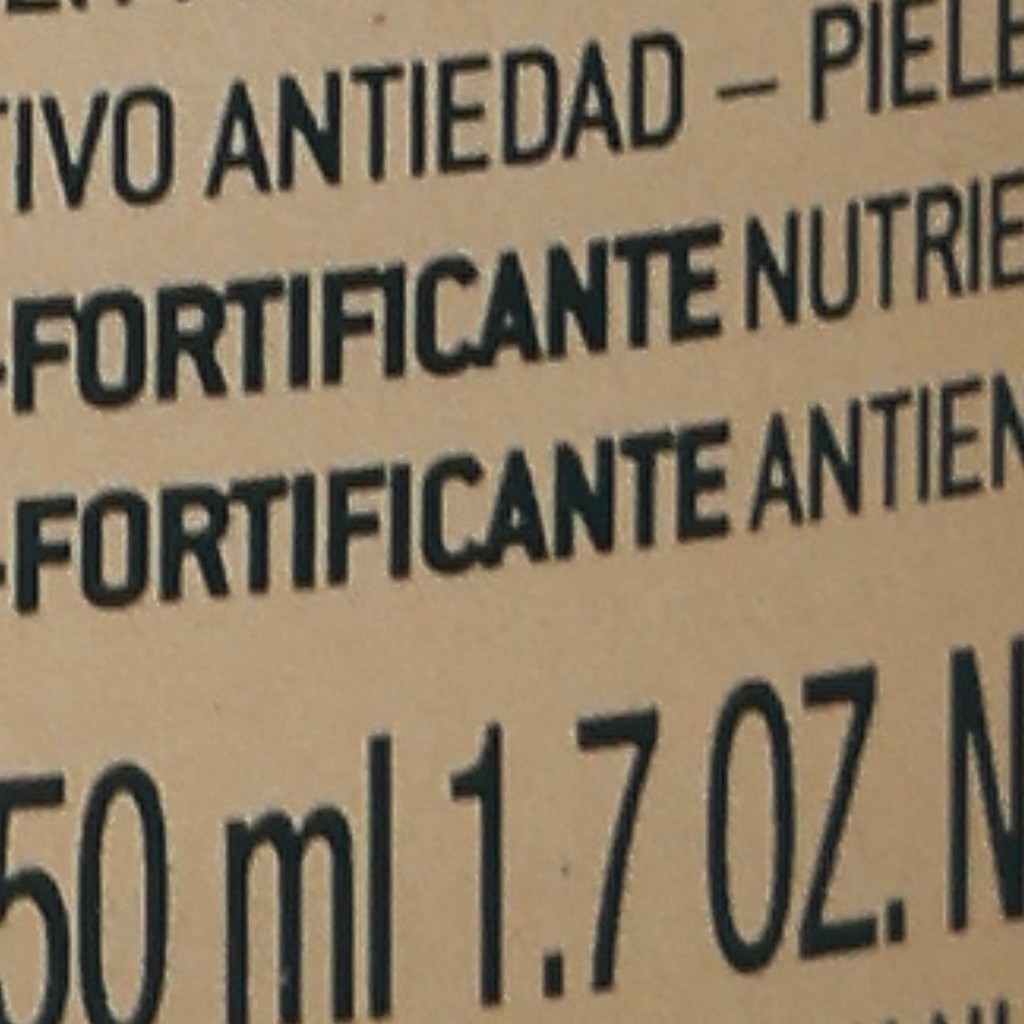 TIVO ANTIEDAD – PIELE
-FORTIFICANTE NUTRIE
-FORTIFICANTE ANTIEN
50 ml 1.7 OZ. N